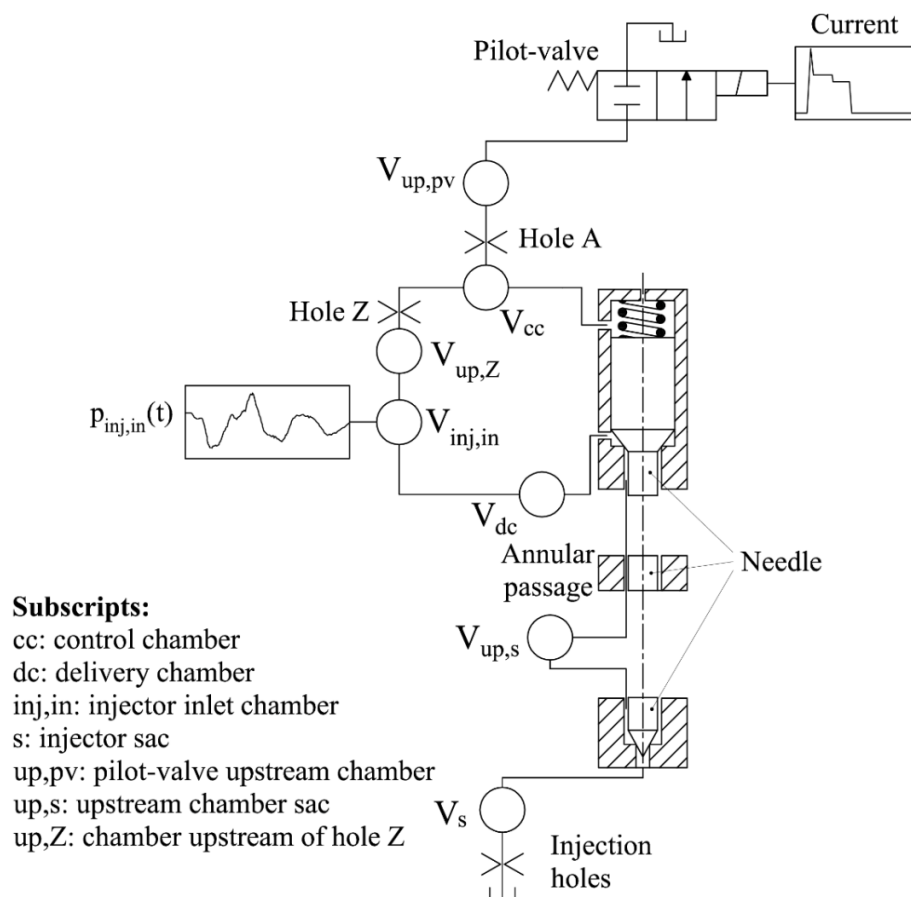 Current
Pilot-valve
V_up,pv
Hole A
Hole Z
V_cc
V_up,Z
p_inj,in(t)
V_inj,in
V_dc
Annular
passage
Needle
V_up,s
Subscripts:
cc: control chamber
dc: delivery chamber
inj,in: injector inlet chamber
s: injector sac
up,pv: pilot-valve upstream chamber
up,s: upstream chamber sac
up,Z: chamber upstream of hole Z
V_s
Injection
holes